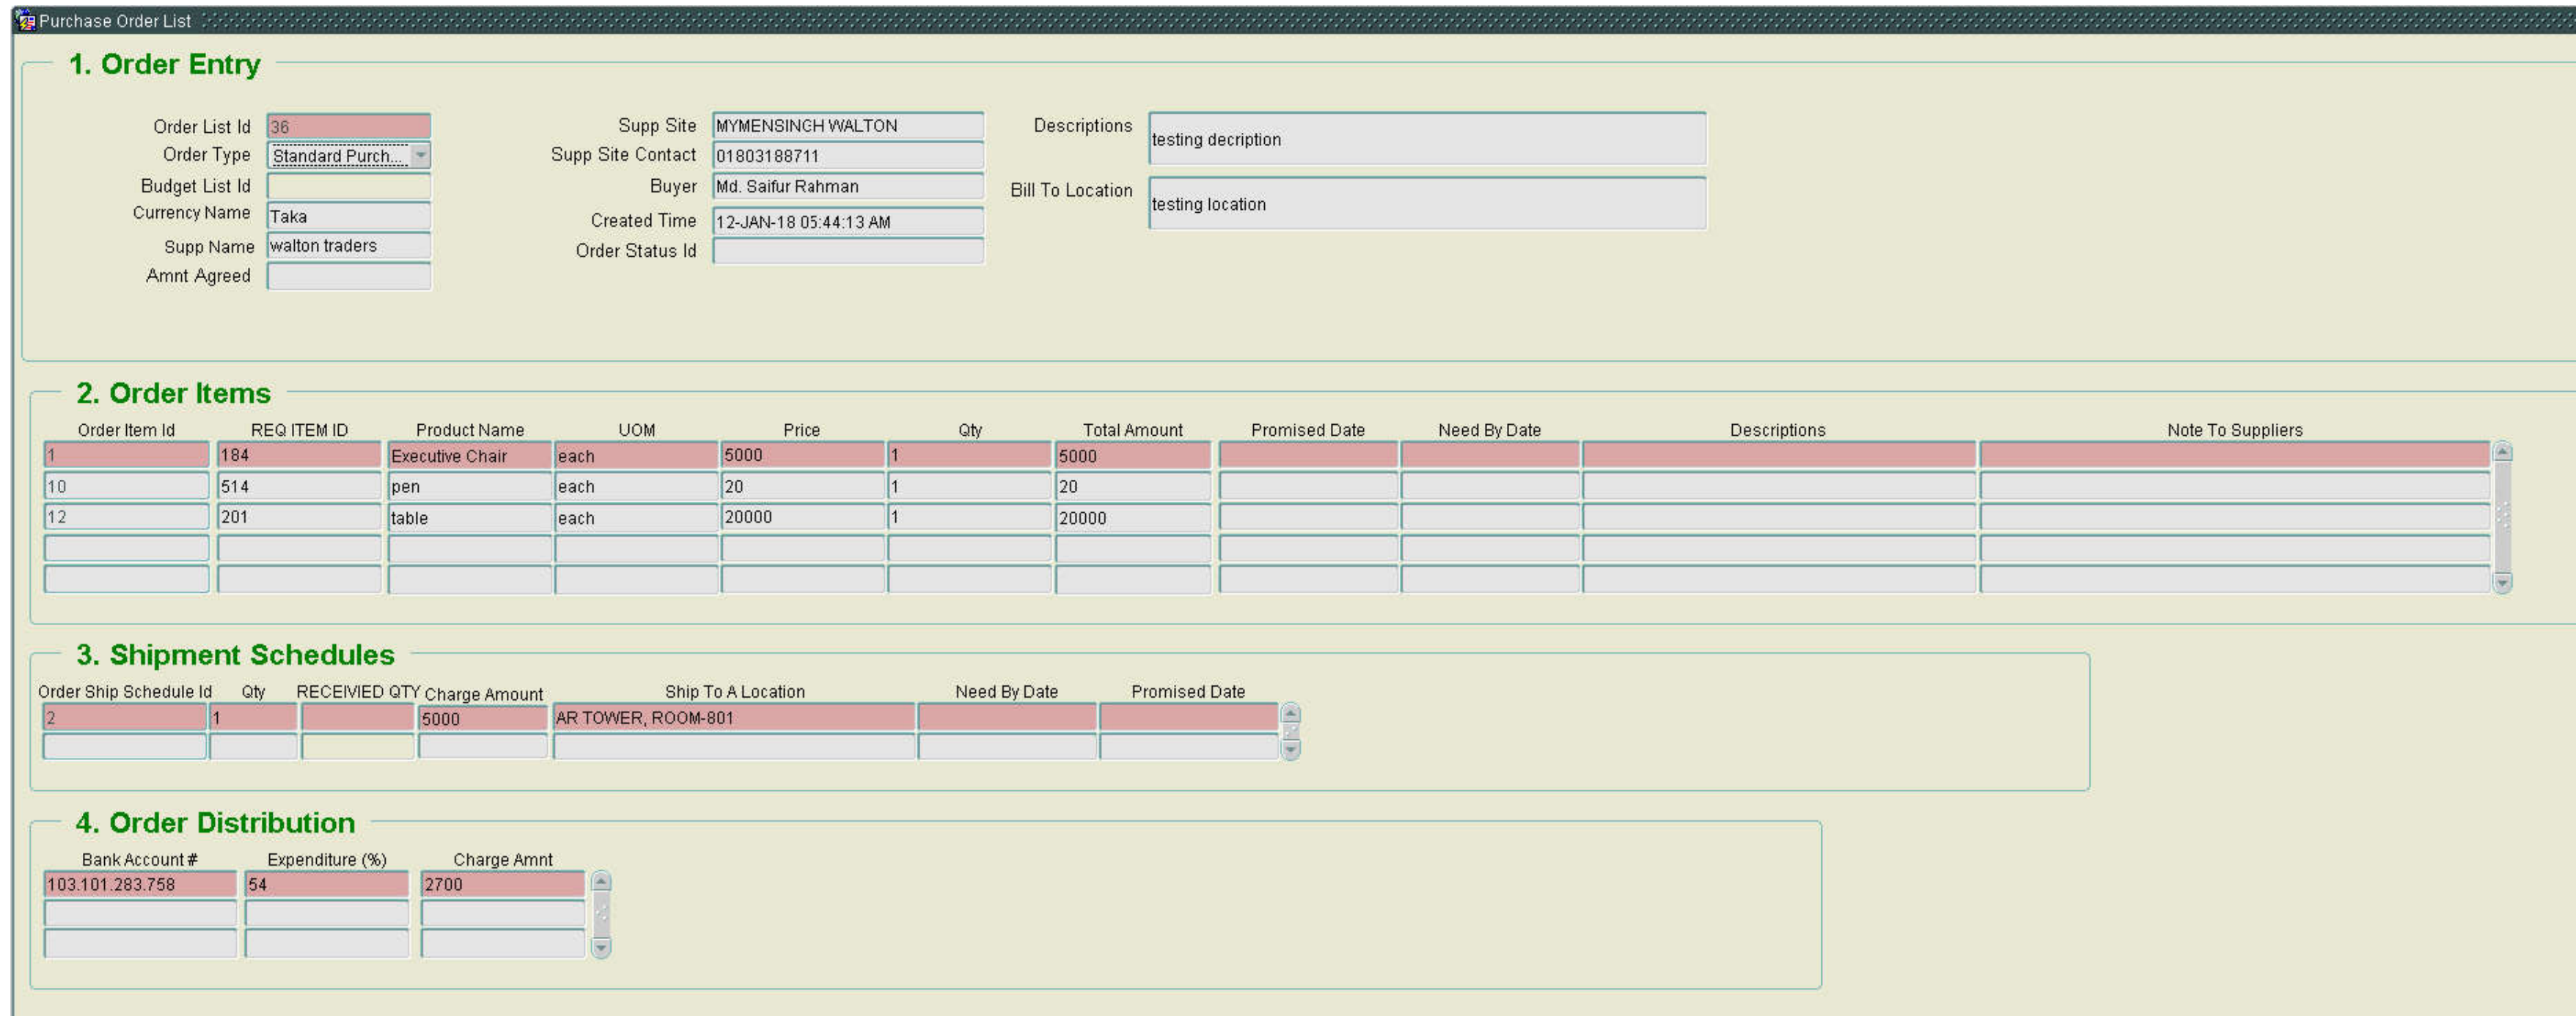 Purchase Order List
1. Order Entry
Order List Id 36 Supp Site MYMENSINGH WALTON Descriptions testing decription
Order Type Standard Purch... Supp Site Contact 01803188711
Budget List Id Buyer Md. Saifur Rahman Bill To Location testing location
Currency Name Taka Created Time 12-JAN-18 05:44:13 AM
Supp Name walton traders Order Status Id
Amnt Agreed
2. Order Items
Order Item Id REQ ITEM ID Product Name UOM Price Qty Total Amount Promised Date Need By Date Descriptions Note To Suppliers
1 184 Executive Chair each 5000 1 5000
10 514 pen each 20 1 20
12 201 table each 20000 1 20000
3. Shipment Schedules
Order Ship Schedule Id Qty RECEIVIED QTY Charge Amount Ship To A Location Need By Date Promised Date
2 1 5000 AR TOWER, ROOM-801
4. Order Distribution
Bank Account # Expenditure (%) Charge Amnt
103.101.283.758 54 2700